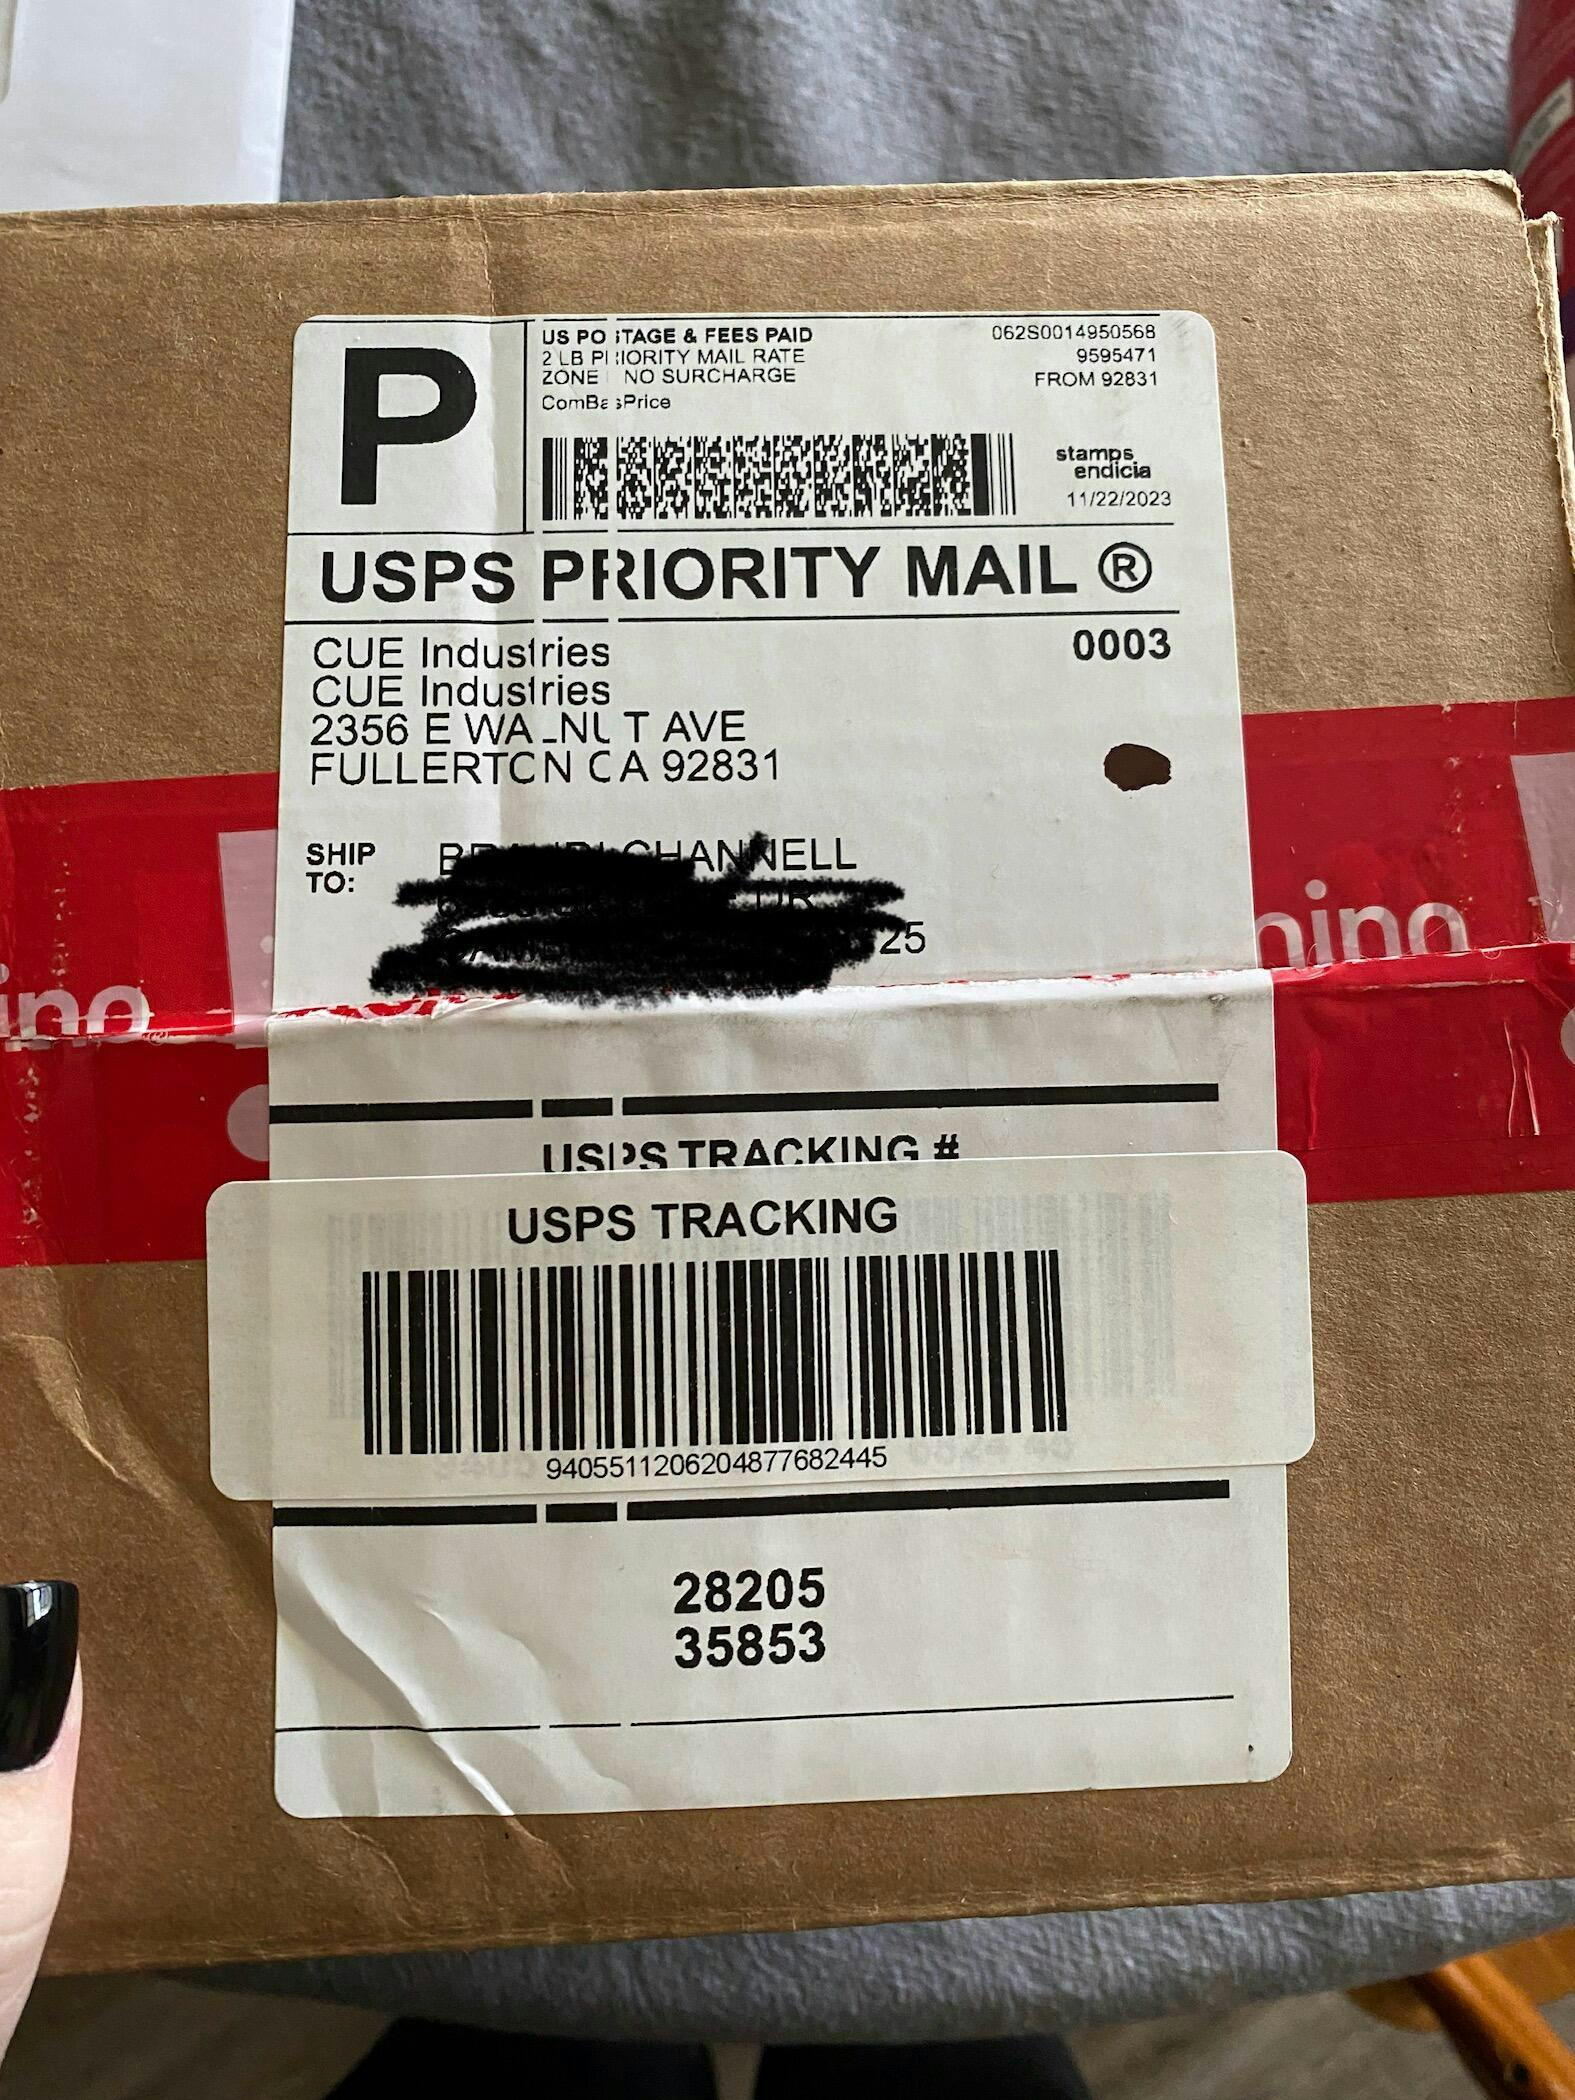 P
US POSTAGE & FEES PAID
2 LB PRIORITY MAIL RATE
ZONE NO SURCHARGE
ComBasPrice
062S0014950568
9595471
FROM 92831
stamps
endicia
11/22/2023
USPS PRIORITY MAIL ®
CUE Industries
0003
CUE Industries
2356 E WALNUT AVE
FULLERTON CA 92831
SHIP
TO:
DR
25
USPS TRACKING #
USPS TRACKING
9405511206204877682445
28205
35853